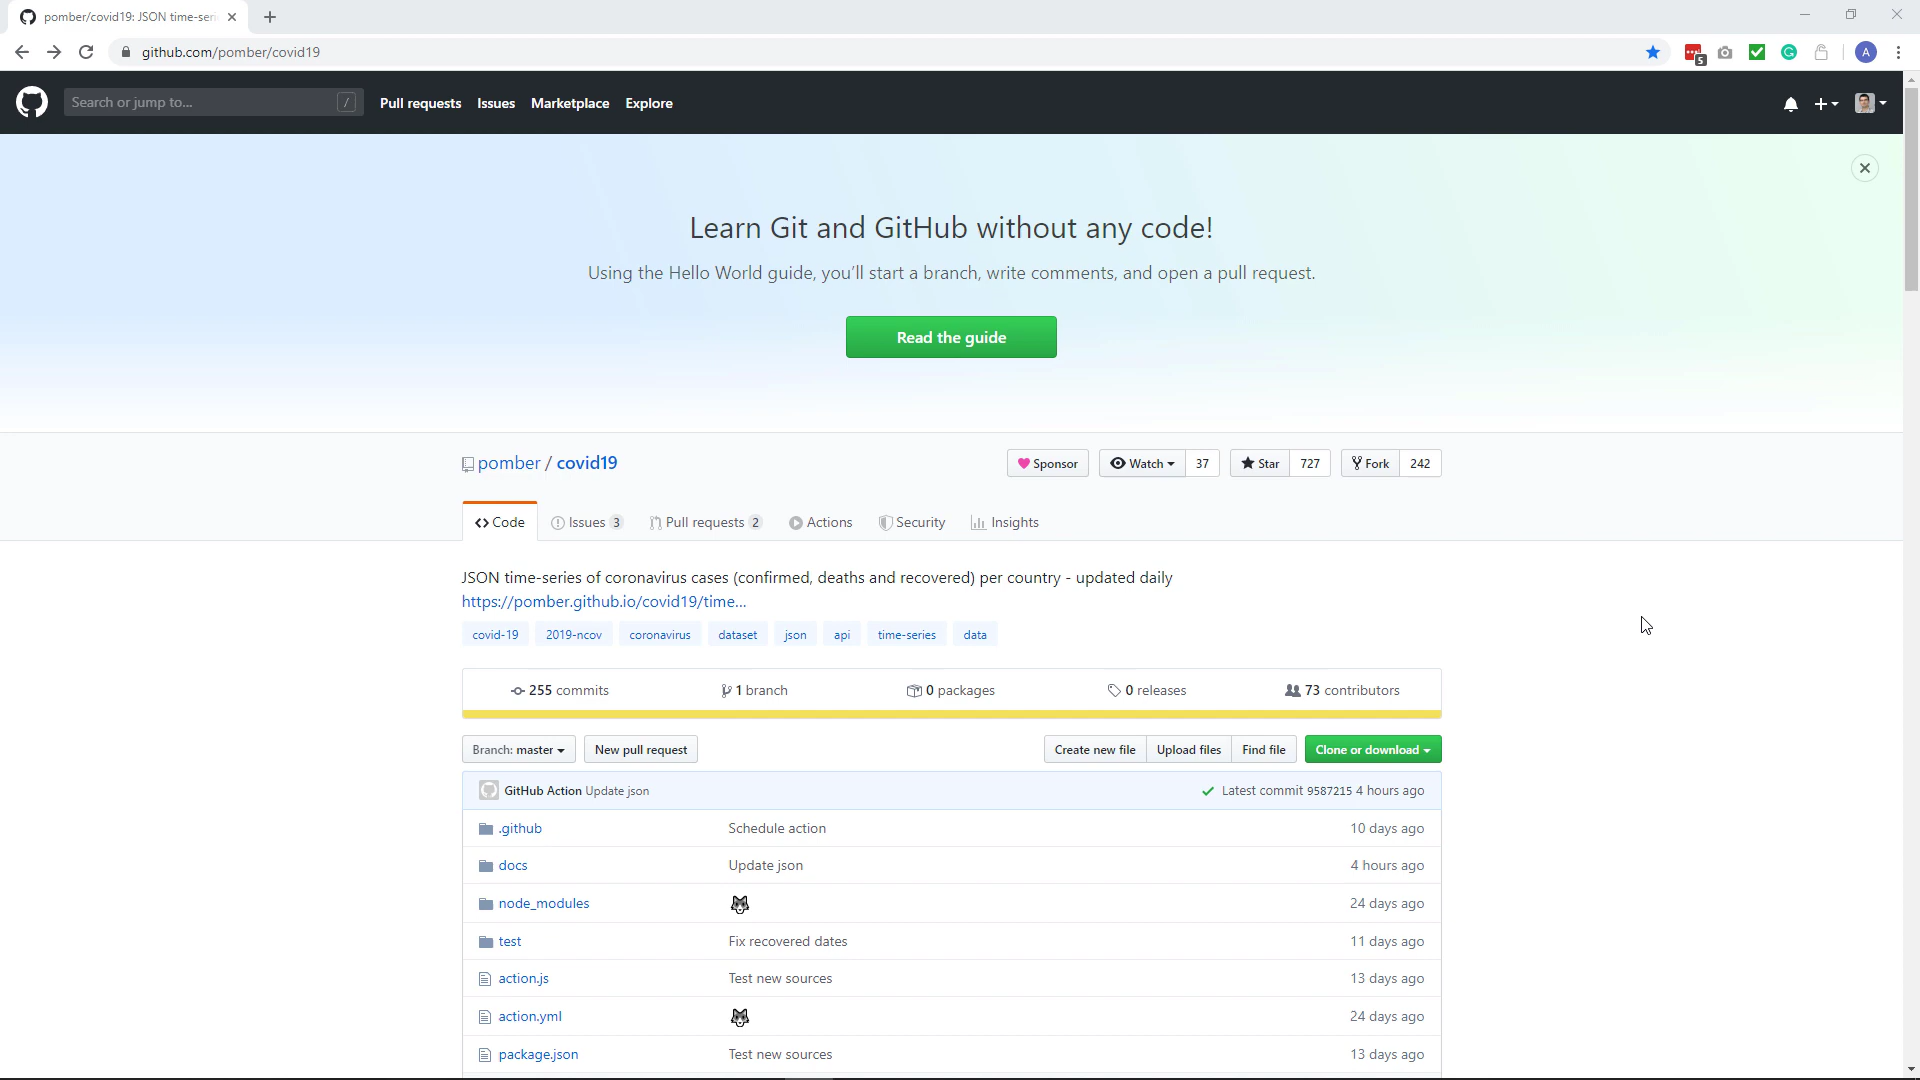 pomber/covid19: JSON time-seri
github.com/pomber/covid19
5
A
Search or jump to...
/
Pull requests
Issues
Marketplace
Explore
Learn Git and GitHub without any code!
Using the Hello World guide, you'll start a branch, write comments, and open a pull request.
Read the guide
pomber / covid19
Sponsor
Watch 37
Star 727
Fork 242
Code
Issues 3
Pull requests 2
Actions
Security
Insights
JSON time-series of coronavirus cases (confirmed, deaths and recovered) per country - updated daily
https://pomber.github.io/covid19/time...
covid-19 2019-ncov coronavirus dataset json api time-series data
255 commits 1 branch 0 packages 0 releases 73 contributors
Branch: master New pull request Create new file Upload files Find file Clone or download
GitHub Action Update json Latest commit 9587215 4 hours ago
.github Schedule action 10 days ago
docs Update json 4 hours ago
node_modules 24 days ago
test Fix recovered dates 11 days ago
action.js Test new sources 13 days ago
action.yml 24 days ago
package.json Test new sources 13 days ago